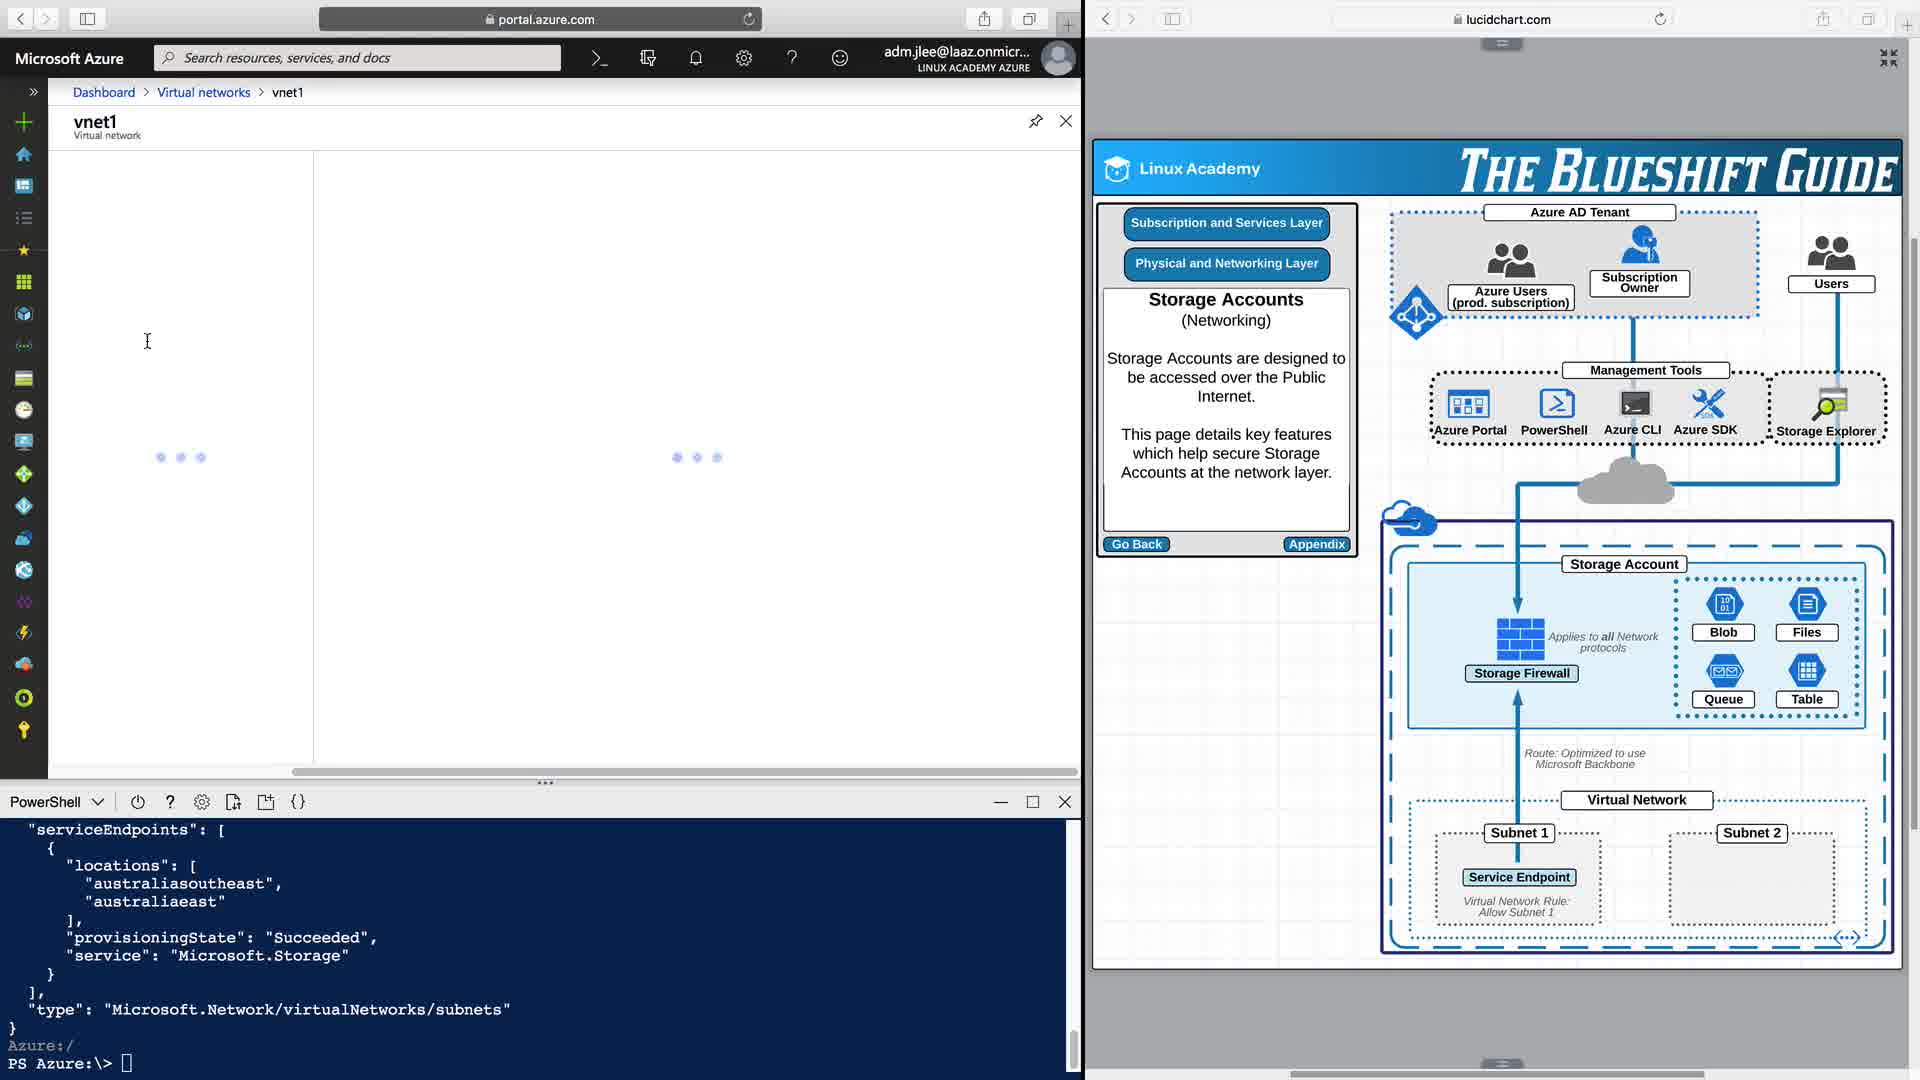 portal.azure.com
Microsoft Azure
Search resources, services, and docs
adm.jlee@laaz.onmicr...
LINUX ACADEMY AZURE
Dashboard > Virtual networks > vnet1
vnet1
Virtual network
PowerShell
"serviceEndpoints": [
{
"locations": [
"australiasoutheast",
"australiaeast"
],
"provisioningState": "Succeeded",
"service": "Microsoft.Storage"
}
],
"type": "Microsoft.Network/virtualNetworks/subnets"
}
Azure:/
PS Azure:\>
lucidchart.com
Linux Academy
THE BLUESHIFT GUIDE
Subscription and Services Layer
Physical and Networking Layer
Storage Accounts
(Networking)
Storage Accounts are designed to
be accessed over the Public
Internet.
This page details key features
which help secure Storage
Accounts at the network layer.
Go Back
Appendix
Azure AD Tenant
Azure Users
(prod. subscription)
Subscription
Owner
Users
Management Tools
Azure Portal
PowerShell
Azure CLI
Azure SDK
Storage Explorer
Storage Account
Storage Firewall
Applies to all Network
protocols
Blob
Files
Queue
Table
Route: Optimized to use
Microsoft Backbone
Virtual Network
Subnet 1
Service Endpoint
Virtual Network Rule:
Allow Subnet 1
Subnet 2